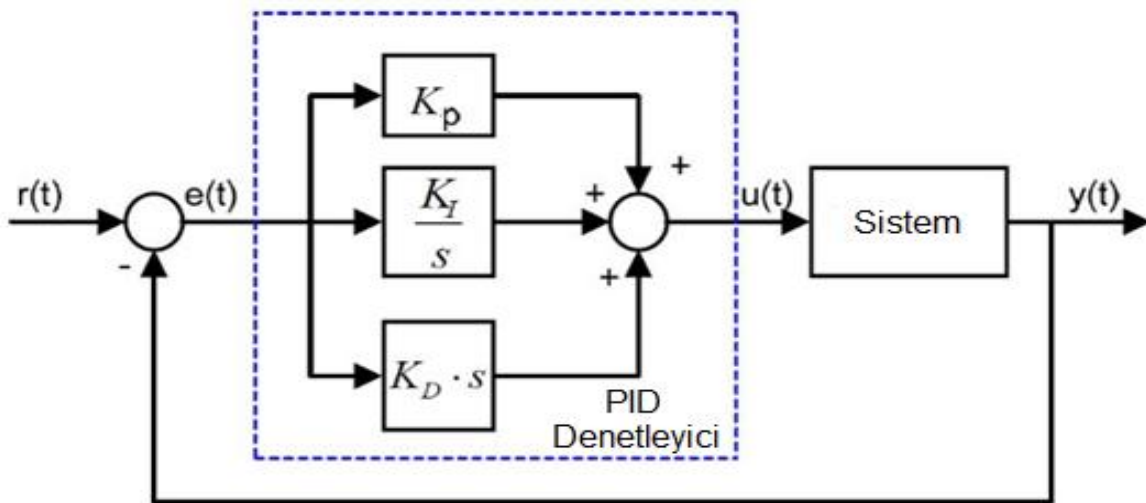 K_p
+
r(t)
e(t)
K_I
s
+
u(t)
Sistem
y(t)
-
+
K_D · s
PID
Denetleyici